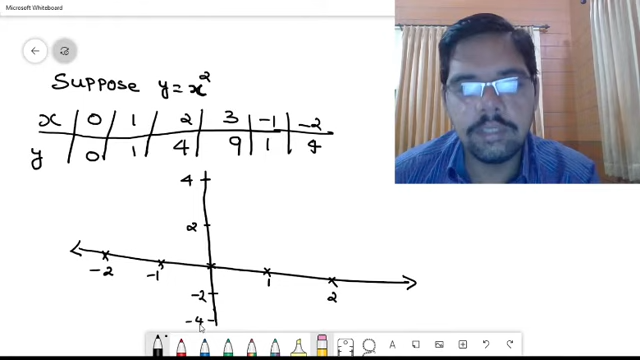 Microsoft Whiteboard
Suppose y = x²
x 0 1 2 3 -1 -2
y 0 1 4 9 1 4
4
2
-2 -1 1 2
-2
-4